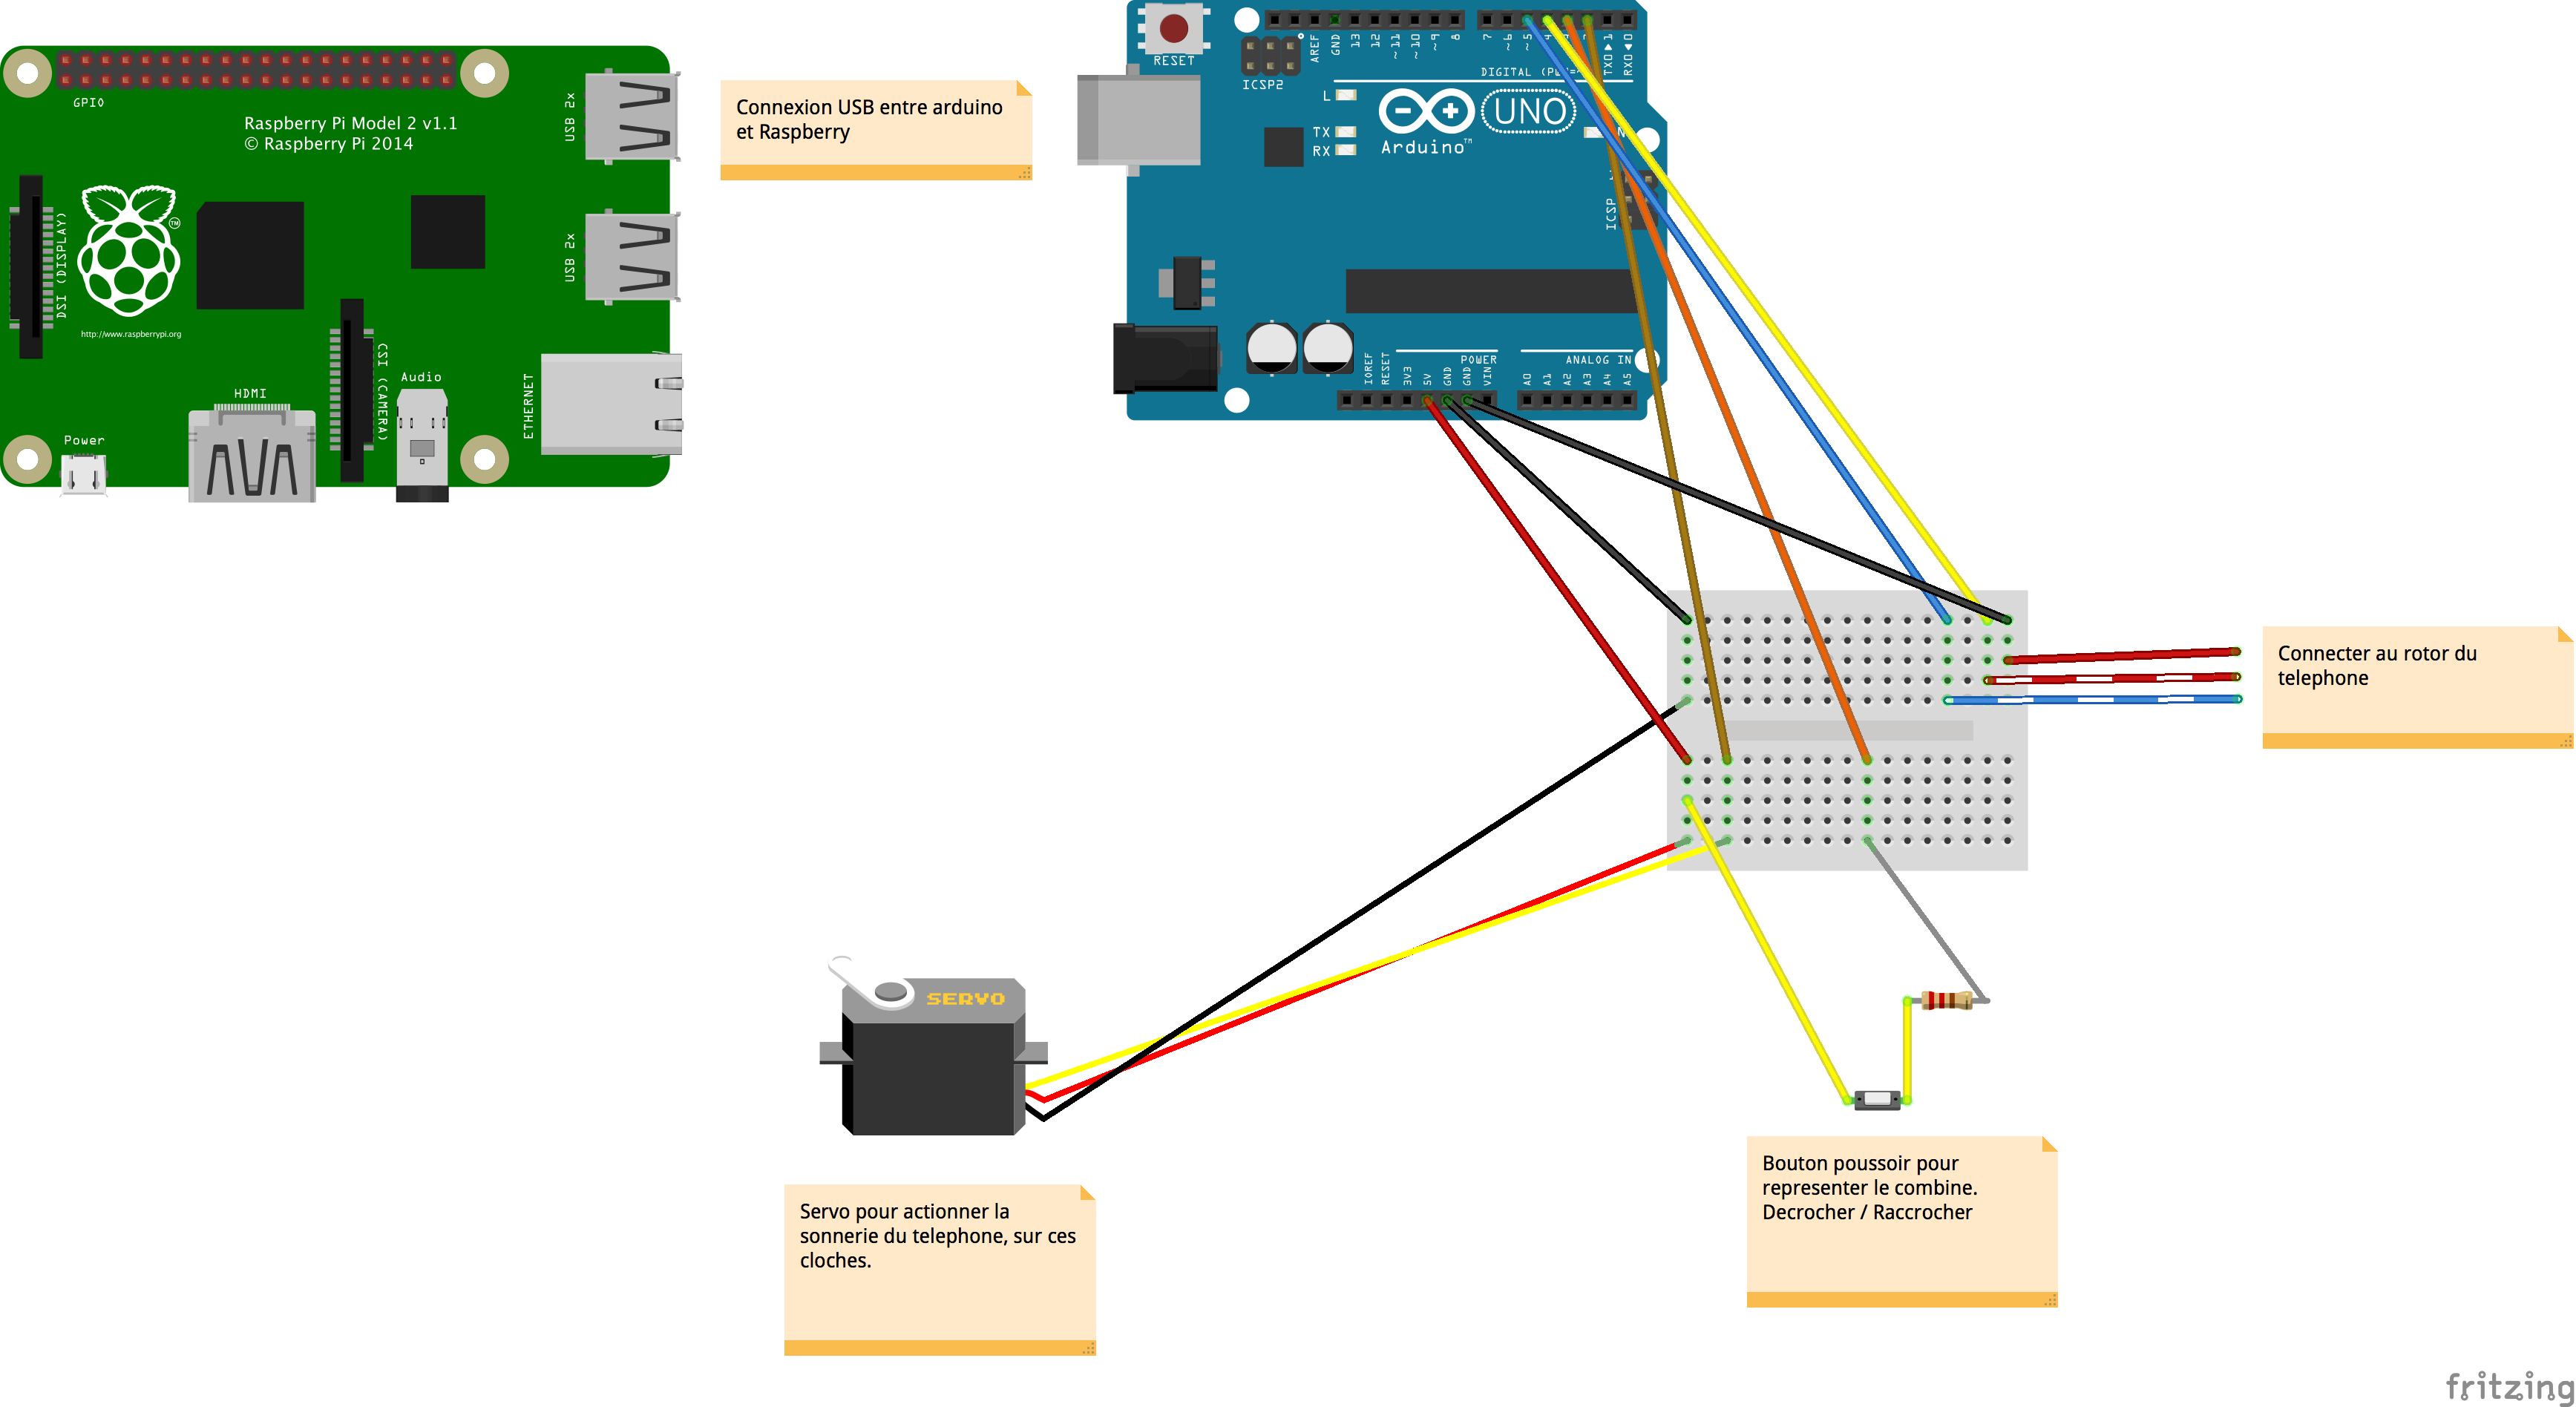 GPIO
Raspberry Pi Model 2 v1.1
© Raspberry Pi 2014
USB 2x
USB 2x
DSI (DISPLAY)
TM
http://www.raspberrypi.org
CSI (CAMERA)
Audio
HDMI
ETHERNET
Power
Connexion USB entre arduino
et Raspberry
RESET
ICSP2
AREF
GND
13
12
~11
~10
~9
8
7
~6
~5
4
2
TX0▶1
RX0◀0
DIGITAL (PWM=~
L
TX
RX
UNO
Arduino™
N
ICSP
IOREF
RESET
3V3
5V
GND
GND
VIN
POWER
ANALOG IN
A0
A1
A2
A3
A4
A5
Connecter au rotor du
telephone
SERVO
Servo pour actionner la
sonnerie du telephone, sur ces
cloches.
Bouton poussoir pour
representer le combine.
Decrocher / Raccrocher
fritzing